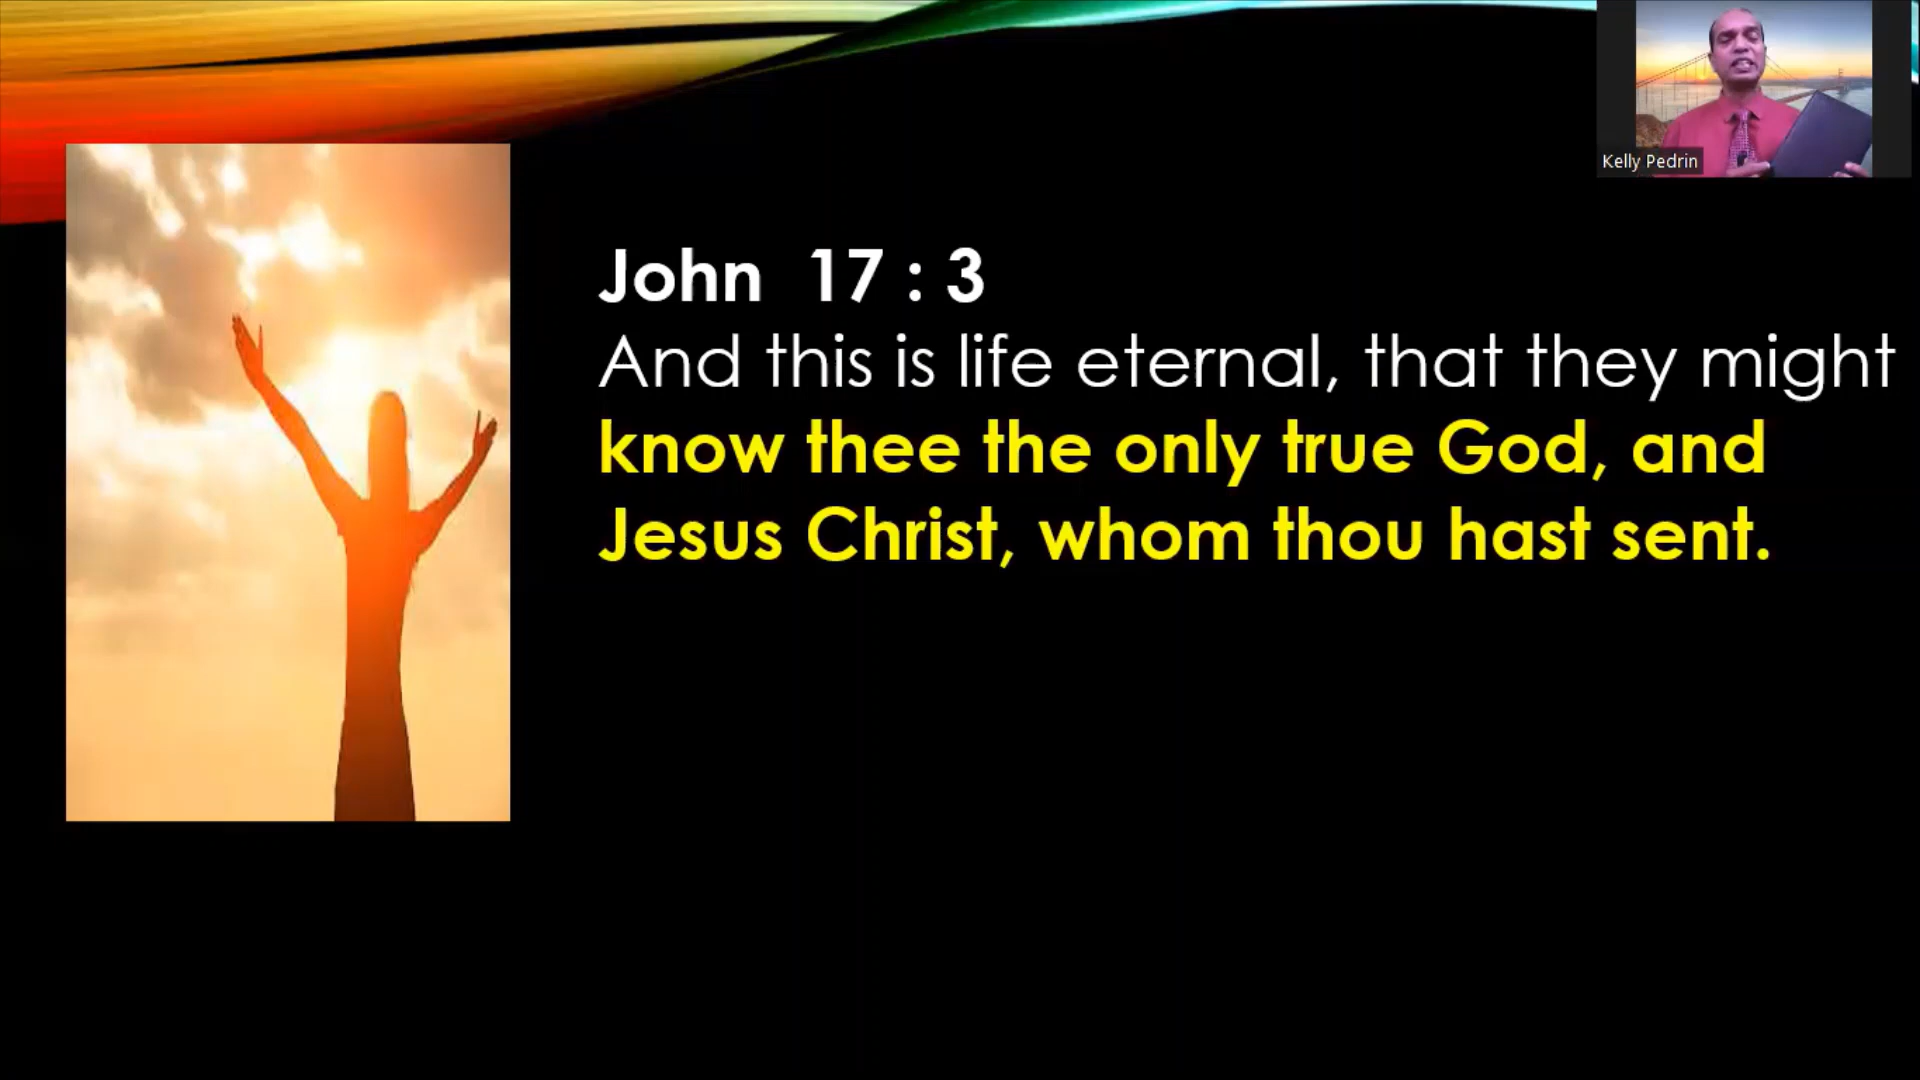 Kelly Pedrin
John 17 : 3
And this is life eternal, that they might
know thee the only true God, and
Jesus Christ, whom thou hast sent.